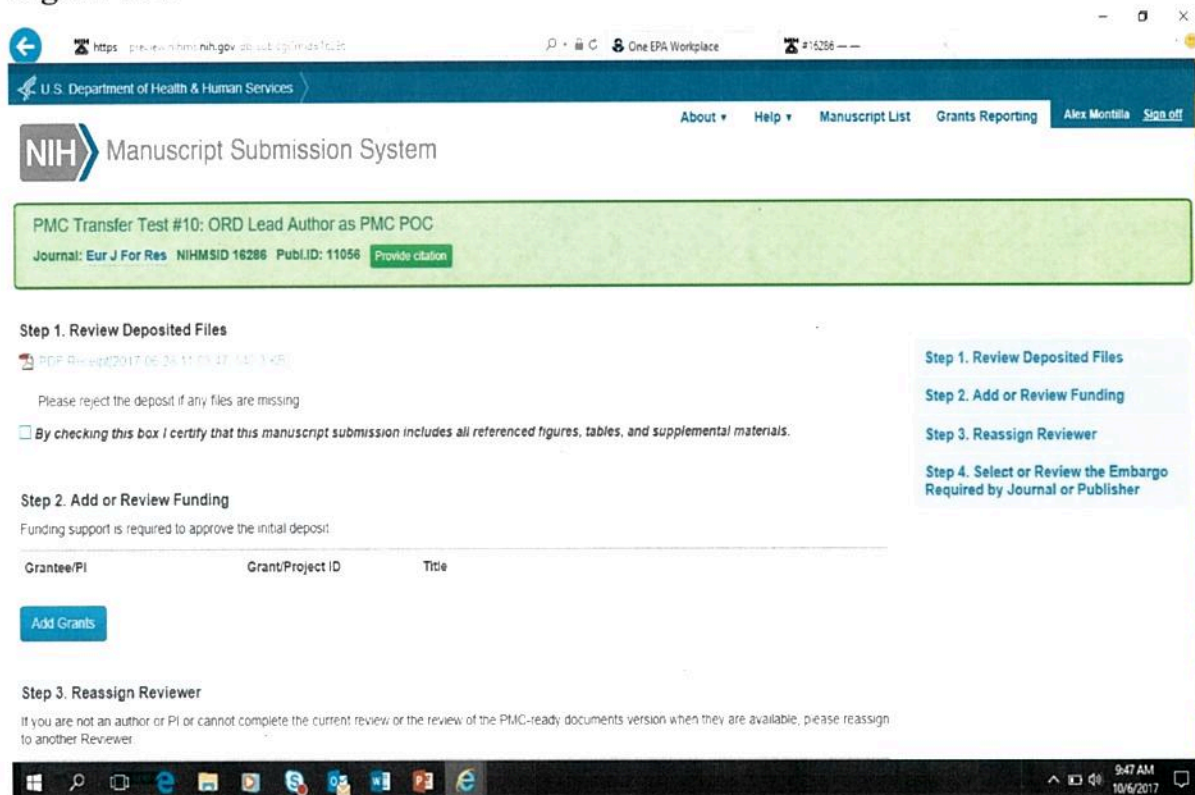 https nih.gov
One EPA Workplace
#16286 — —
U.S. Department of Health & Human Services
About Help Manuscript List Grants Reporting Alex Montilla Sign off
NIH Manuscript Submission System
PMC Transfer Test #10: ORD Lead Author as PMC POC
Journal: Eur J For Res NIHMSID 16286 Publ.ID: 11056 Provide citation
Step 1. Review Deposited Files
PDF Receipt
Please reject the deposit if any files are missing
By checking this box I certify that this manuscript submission includes all referenced figures, tables, and supplemental materials.
Step 2. Add or Review Funding
Funding support is required to approve the initial deposit
Grantee/PI Grant/Project ID Title
Add Grants
Step 3. Reassign Reviewer
If you are not an author or PI or cannot complete the current review or the review of the PMC-ready documents version when they are available, please reassign
to another Reviewer
Step 1. Review Deposited Files
Step 2. Add or Review Funding
Step 3. Reassign Reviewer
Step 4. Select or Review the Embargo
Required by Journal or Publisher
9:47 AM
10/6/2017